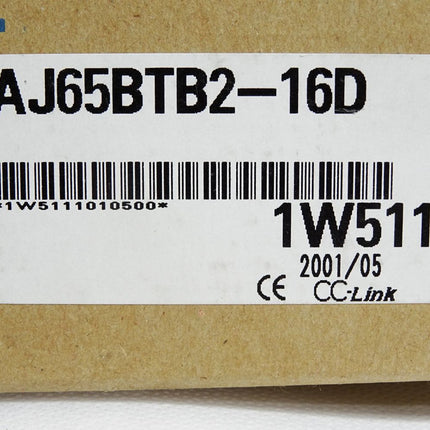 AJ65BTB2-16D
*1W5111010500*
1W511
2001/05
CE CC-Link